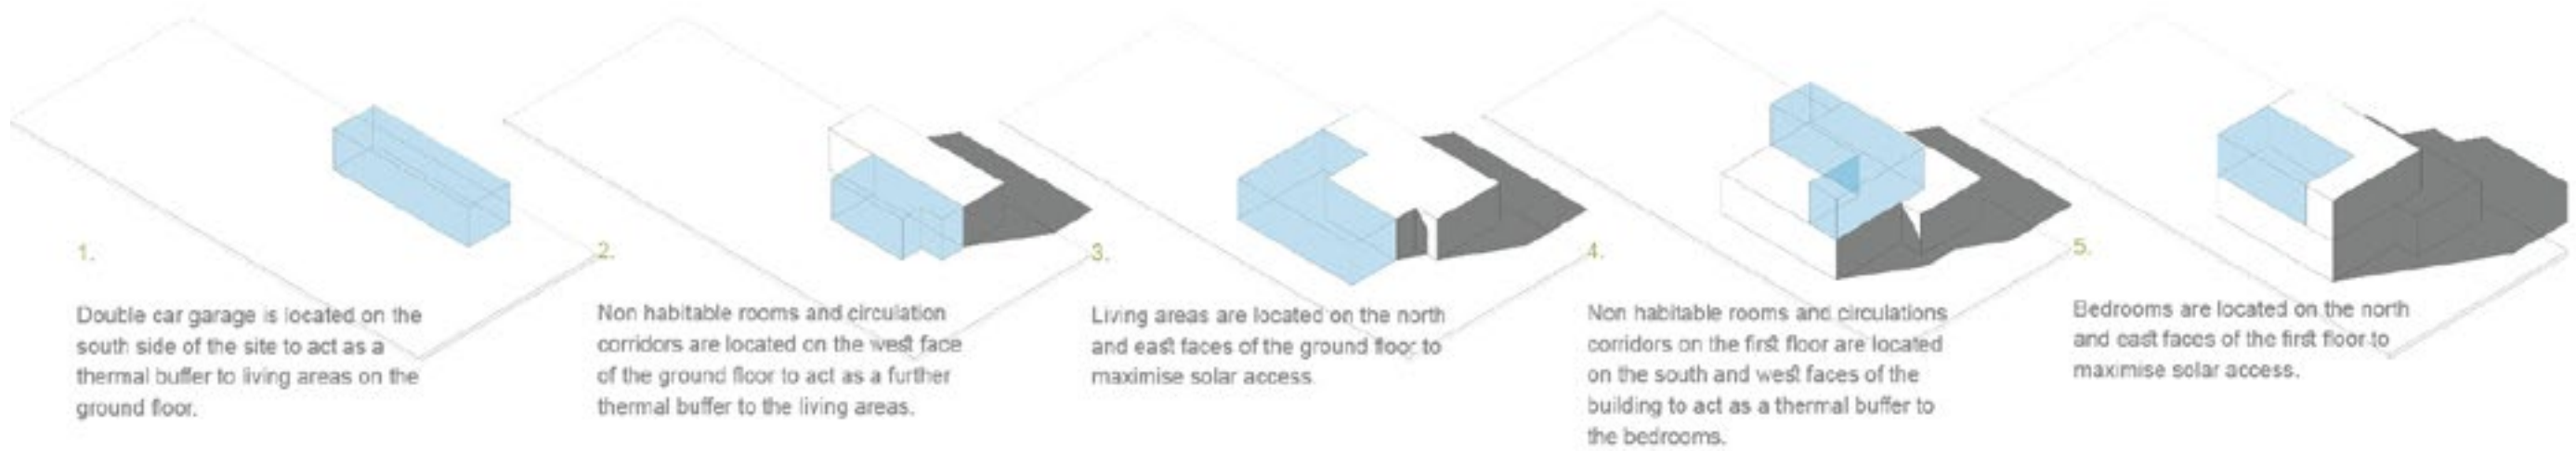 1.
Double car garage is located on the
south side of the site to act as a
thermal buffer to living areas on the
ground floor.
2.
Non habitable rooms and circulation
corridors are located on the west face
of the ground floor to act as a further
thermal buffer to the living areas.
3.
Living areas are located on the north
and east faces of the ground floor to
maximise solar access.
4.
Non habitable rooms and circulations
corridors on the first floor are located
on the south and west faces of the
building to act as a thermal buffer to
the bedrooms.
5.
Bedrooms are located on the north
and east faces of the first floor to
maximise solar access.